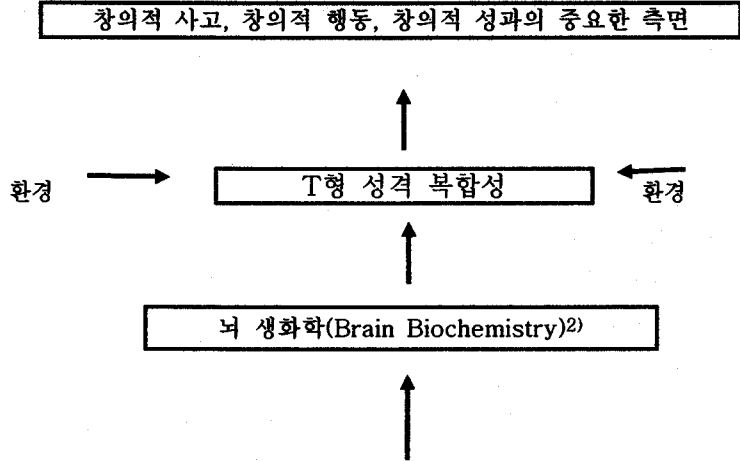 창의적 사고, 창의적 행동, 창의적 성과의 중요한 측면
환경
T형 성격 복합성
환경
뇌 생화학(Brain Biochemistry)2)